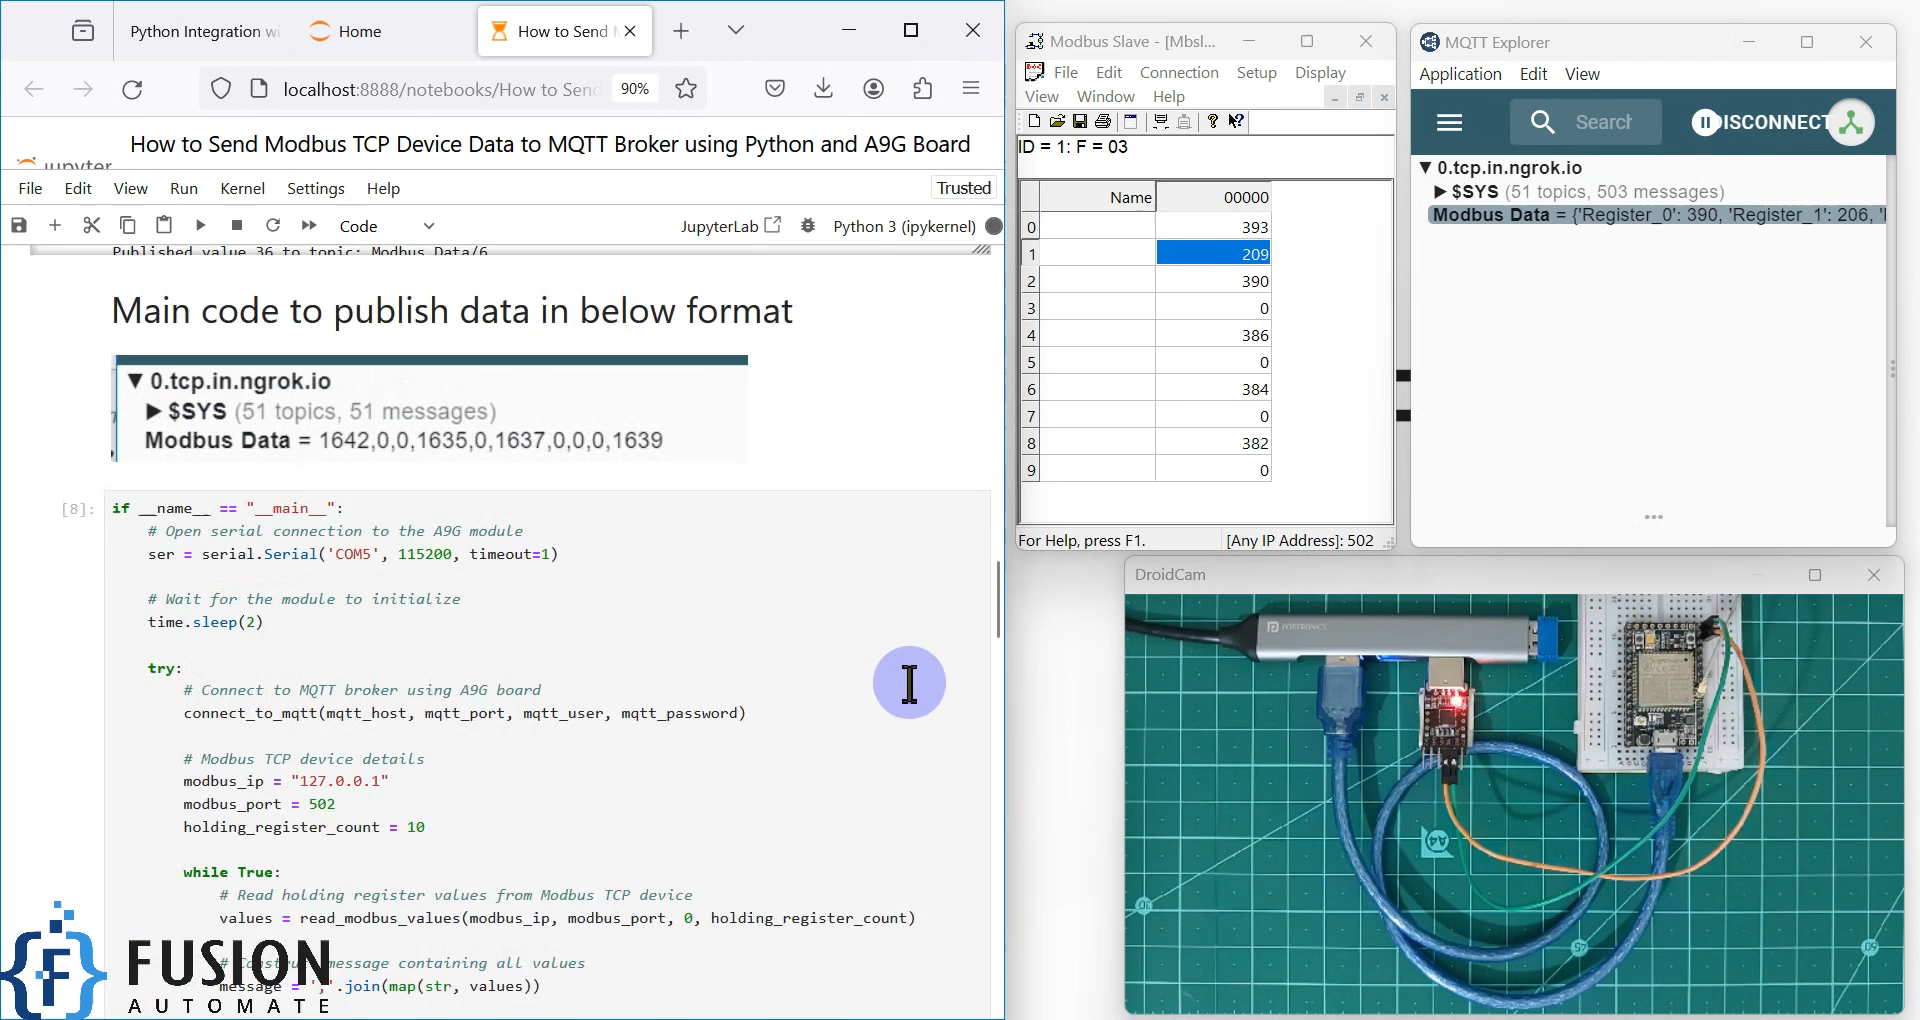 Python Integration wi
Home
How to Send M
localhost:8888/notebooks/How to Send
90%
How to Send Modbus TCP Device Data to MQTT Broker using Python and A9G Board
jupyter
File Edit View Run Kernel Settings Help
Trusted
Code
JupyterLab
Python 3 (ipykernel)
Published value 36 to topic: Modbus Data/6
Main code to publish data in below format
0.tcp.in.ngrok.io
$SYS (51 topics, 51 messages)
Modbus Data = 1642,0,0,1635,0,1637,0,0,0,1639
[8]:
if __name__ == "__main__":
# Open serial connection to the A9G module
ser = serial.Serial('COM5', 115200, timeout=1)
# Wait for the module to initialize
time.sleep(2)
try:
# Connect to MQTT broker using A9G board
connect_to_mqtt(mqtt_host, mqtt_port, mqtt_user, mqtt_password)
# Modbus TCP device details
modbus_ip = "127.0.0.1"
modbus_port = 502
holding_register_count = 10
while True:
# Read holding register values from Modbus TCP device
values = read_modbus_values(modbus_ip, modbus_port, 0, holding_register_count)
# Construct message containing all values
message = ','.join(map(str, values))
FUSION
AUTOMATE
Modbus Slave - [Mbsl...
File Edit Connection Setup Display
View Window Help
ID = 1: F = 03
Name 00000
0 393
1 209
2 390
3 0
4 386
5 0
6 384
7 0
8 382
9 0
For Help, press F1.
[Any IP Address]: 502
MQTT Explorer
Application Edit View
Search
DISCONNECT
0.tcp.in.ngrok.io
$SYS (51 topics, 503 messages)
Modbus Data = {'Register_0': 390, 'Register_1': 206, '
DroidCam
PORTRONICS
A4